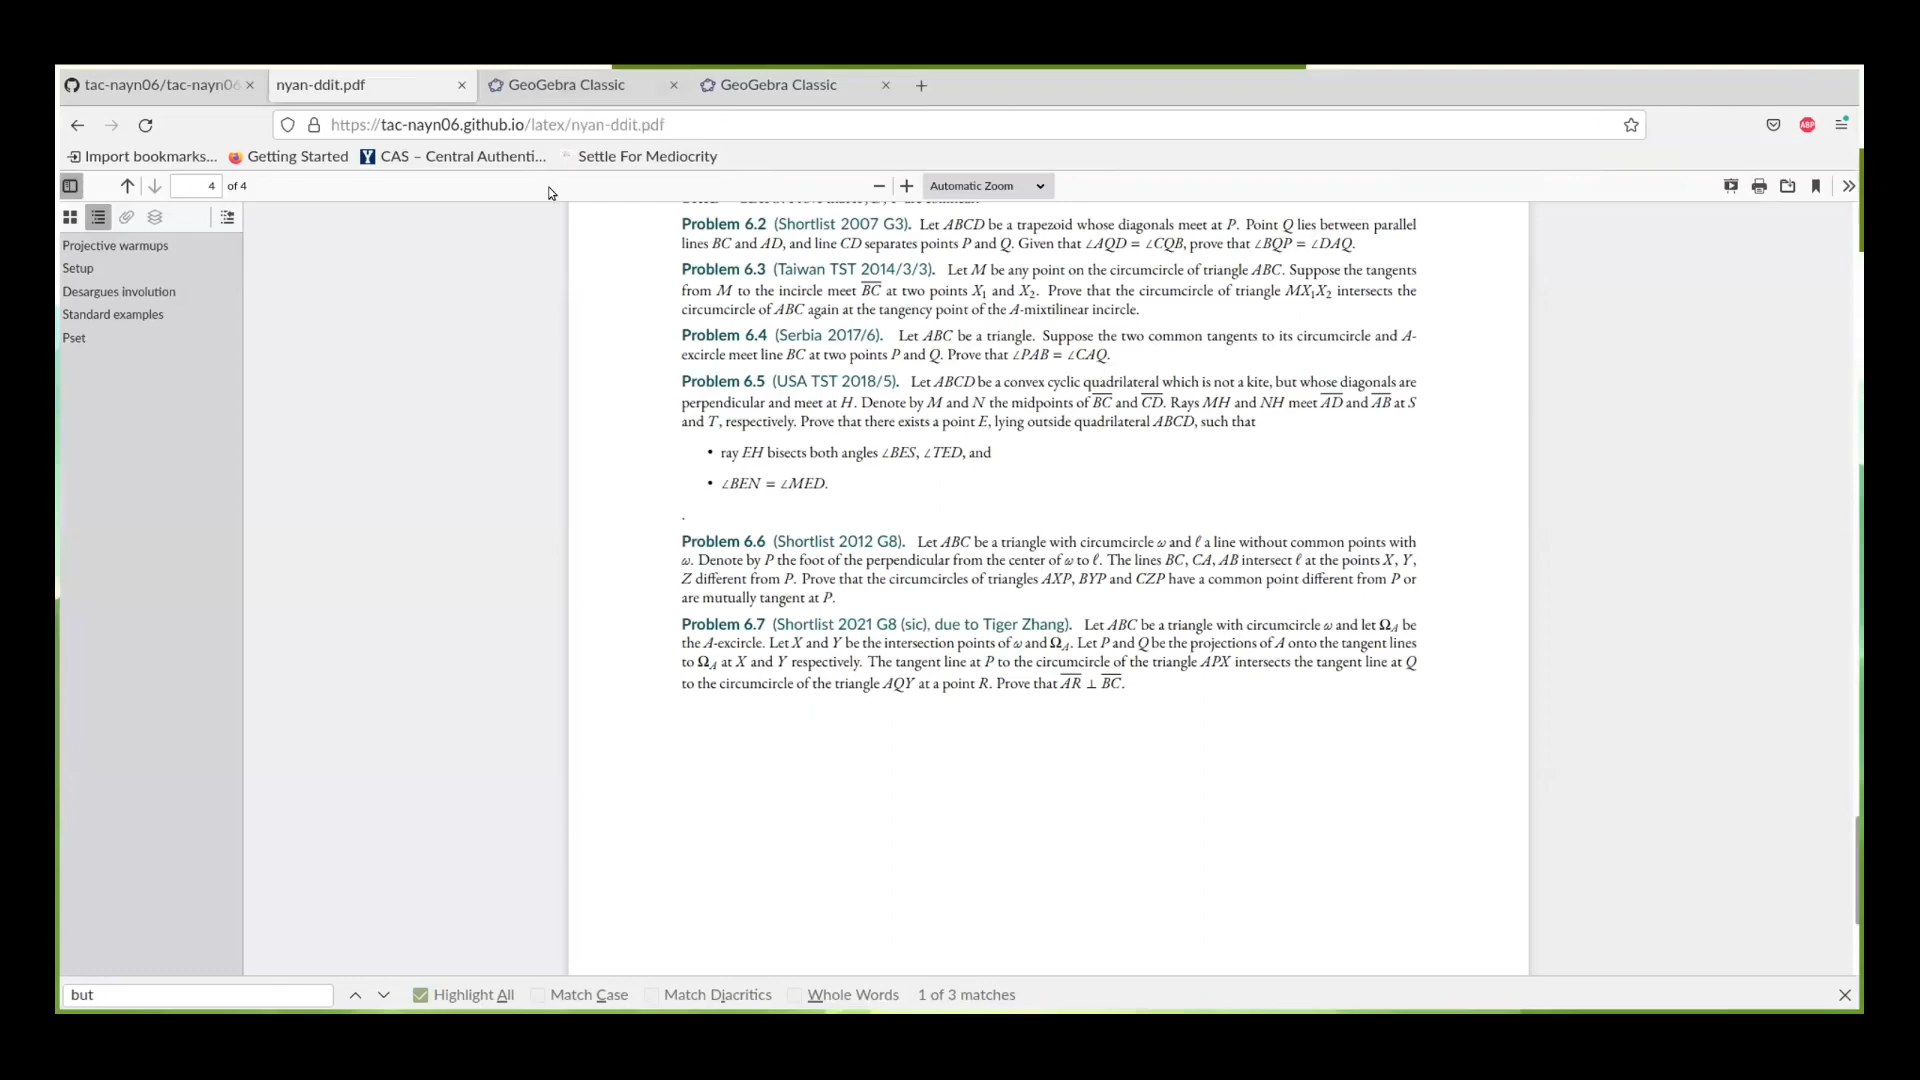 tac-nayn06/tac-nayn06
nyan-ddit.pdf
GeoGebra Classic
GeoGebra Classic
https://tac-nayn06.github.io/latex/nyan-ddit.pdf
Import bookmarks... Getting Started CAS – Central Authenti... Settle For Mediocrity
4 of 4
Automatic Zoom
Projective warmups
Setup
Desargues involution
Standard examples
Pset
Problem 6.2 (Shortlist 2007 G3). Let ABCD be a trapezoid whose diagonals meet at P. Point Q lies between parallel
lines BC and AD, and line CD separates points P and Q. Given that ∠AQD = ∠CQB, prove that ∠BQP = ∠DAQ.
Problem 6.3 (Taiwan TST 2014/3/3). Let M be any point on the circumcircle of triangle ABC. Suppose the tangents
from M to the incircle meet B̅C̅ at two points X₁ and X₂. Prove that the circumcircle of triangle MX₁X₂ intersects the
circumcircle of ABC again at the tangency point of the A-mixtilinear incircle.
Problem 6.4 (Serbia 2017/6). Let ABC be a triangle. Suppose the two common tangents to its circumcircle and A-
excircle meet line BC at two points P and Q. Prove that ∠PAB = ∠CAQ.
Problem 6.5 (USA TST 2018/5). Let ABCD be a convex cyclic quadrilateral which is not a kite, but whose diagonals are
perpendicular and meet at H. Denote by M and N the midpoints of B̅C̅ and C̅D̅. Rays MH and NH meet A̅D̅ and A̅B̅ at S
and T, respectively. Prove that there exists a point E, lying outside quadrilateral ABCD, such that
• ray EH bisects both angles ∠BES, ∠TED, and
• ∠BEN = ∠MED.
.
Problem 6.6 (Shortlist 2012 G8). Let ABC be a triangle with circumcircle ω and ℓ a line without common points with
ω. Denote by P the foot of the perpendicular from the center of ω to ℓ. The lines BC, CA, AB intersect ℓ at the points X, Y,
Z different from P. Prove that the circumcircles of triangles AXP, BYP and CZP have a common point different from P or
are mutually tangent at P.
Problem 6.7 (Shortlist 2021 G8 (sic), due to Tiger Zhang). Let ABC be a triangle with circumcircle ω and let Ω_A be
the A-excircle. Let X and Y be the intersection points of ω and Ω_A. Let P and Q be the projections of A onto the tangent lines
to Ω_A at X and Y respectively. The tangent line at P to the circumcircle of the triangle APX intersects the tangent line at Q
to the circumcircle of the triangle AQY at a point R. Prove that A̅R̅ ⊥ B̅C̅.
but
Highlight All Match Case Match Diacritics Whole Words 1 of 3 matches